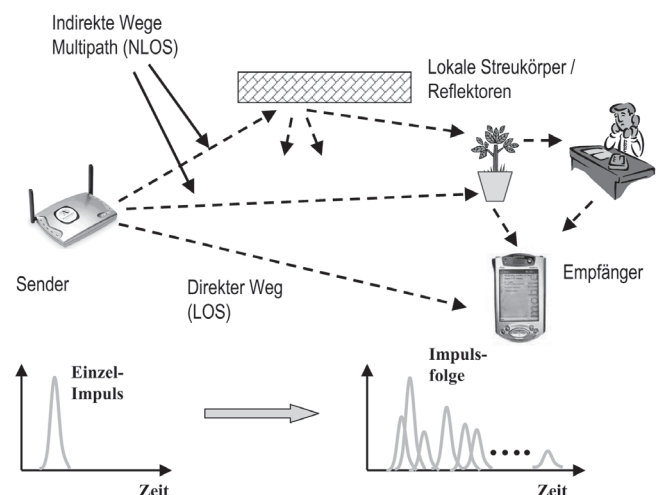 Indirekte Wege
Multipath (NLOS)
Lokale Streukörper /
Reflektoren
Sender
Direkter Weg
(LOS)
Empfänger
Einzel-
Impuls
Impuls-
folge
Zeit
Zeit